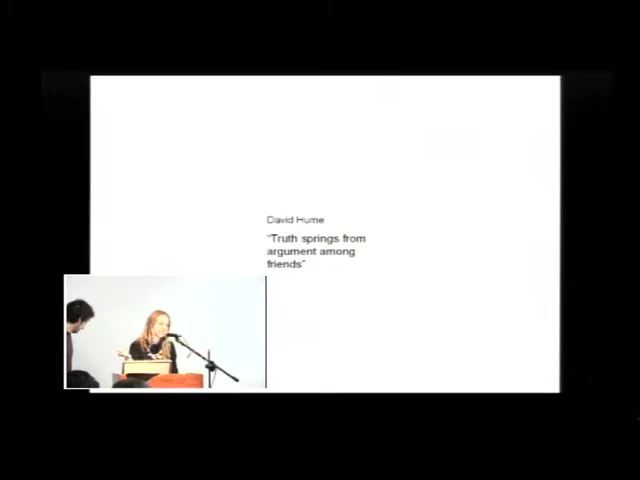 David Hume
"Truth springs from
argument among
friends"